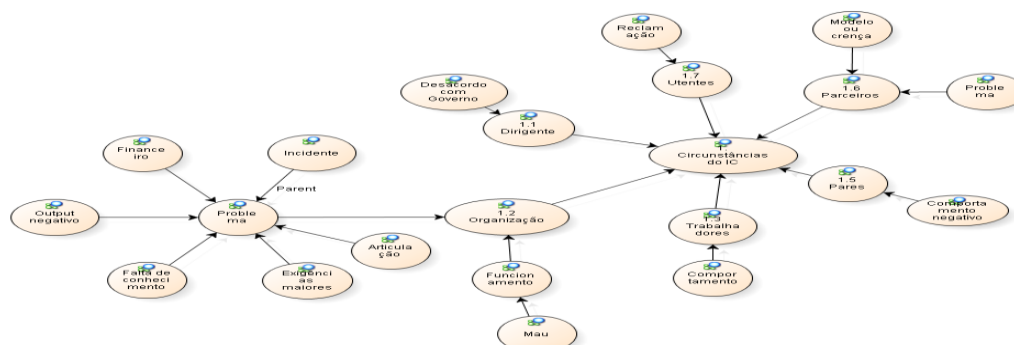 Reclam
ação
Modelo
ou
crença
Desacordo
com
Governo
1.7
Utentes
1.6
Parceiros
Proble
ma
1.1
Dirigente
Finance
iro
Incidente
Parent
Circunstâncias
do IC
1.5
Pares
Output
negativo
Proble
ma
1.2
Organização
Trabalha
dores
Comporta
mento
negativo
Articula
ção
Falta de
conheci
mento
Exigênci
as
maiores
Funcion
amento
Compor
tamento
Mau